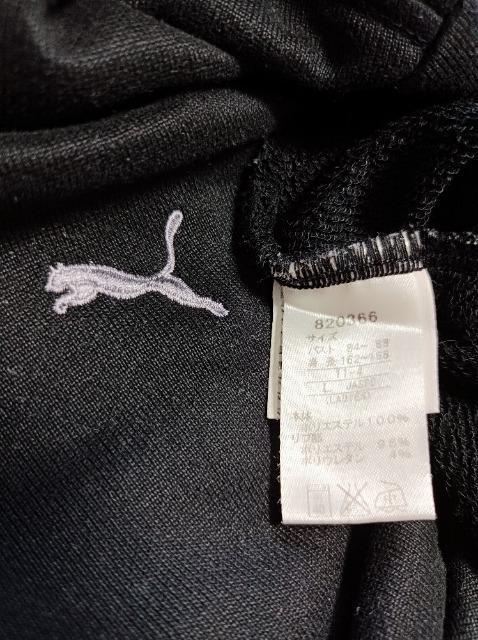 820366
サイズ
バスト 84～88
身長 162～168
L JASPO
(LADIES)
本体
ポリエステル100%
リブ部
ポリエステル 96%
ポリウレタン 4%